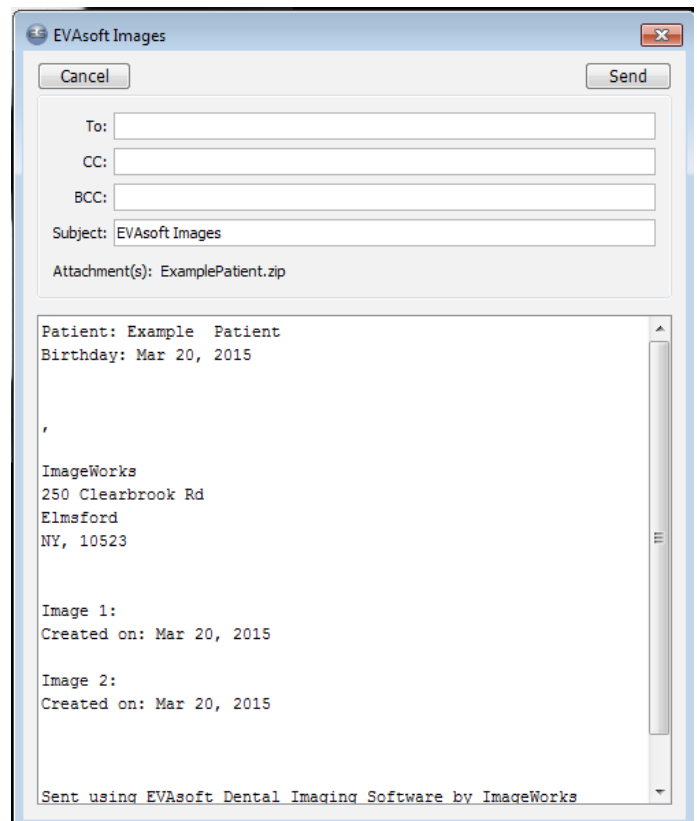 EVAsoft Images
Cancel
Send
To:
CC:
BCC:
Subject: EVAsoft Images
Attachment(s): ExamplePatient.zip
Patient: Example  Patient
Birthday: Mar 20, 2015
,
ImageWorks
250 Clearbrook Rd
Elmsford
NY, 10523
Image 1:
Created on: Mar 20, 2015
Image 2:
Created on: Mar 20, 2015
Sent using EVAsoft Dental Imaging Software by ImageWorks